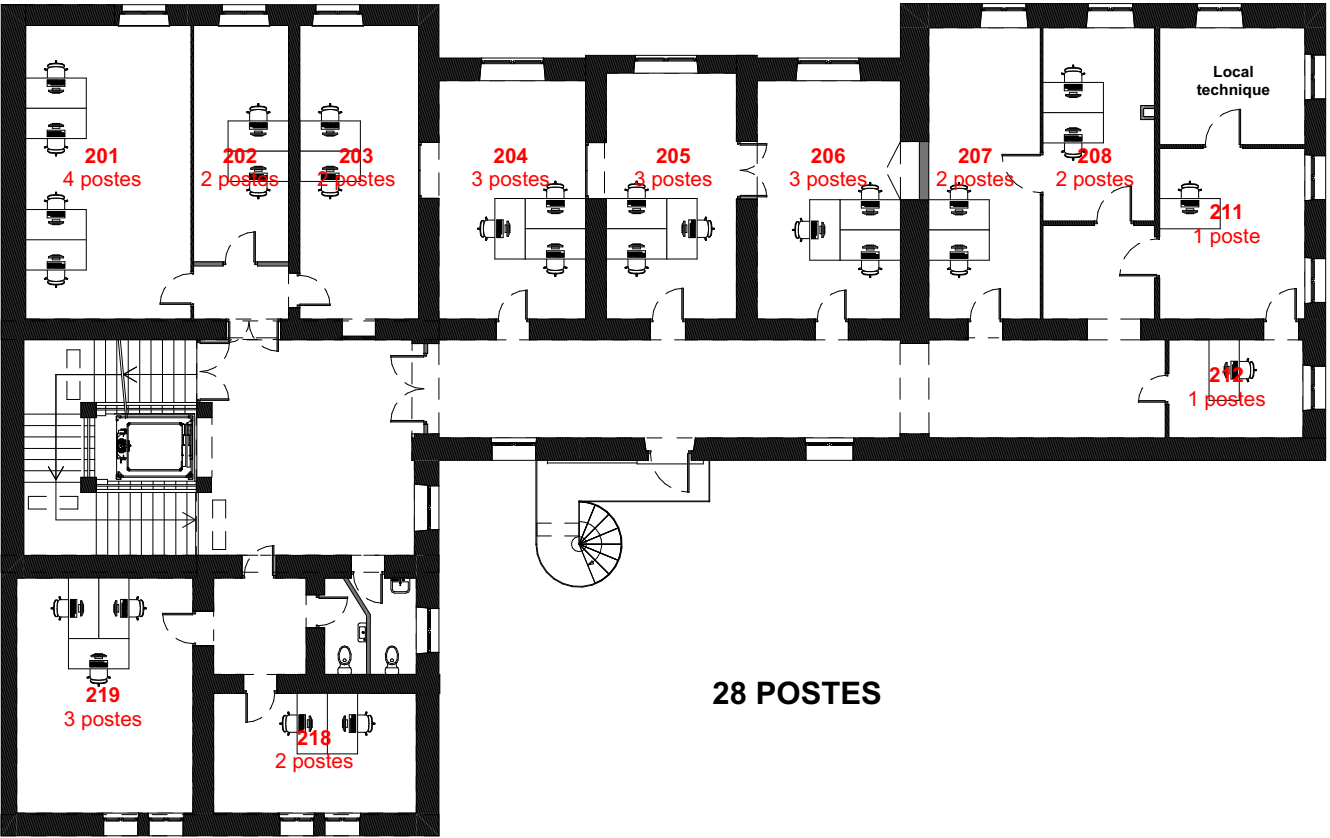 201
4 postes
202
2 postes
203
2 postes
204
3 postes
205
3 postes
206
3 postes
207
2 postes
208
2 postes
Local
technique
211
1 poste
212
1 postes
219
3 postes
218
2 postes
28 POSTES